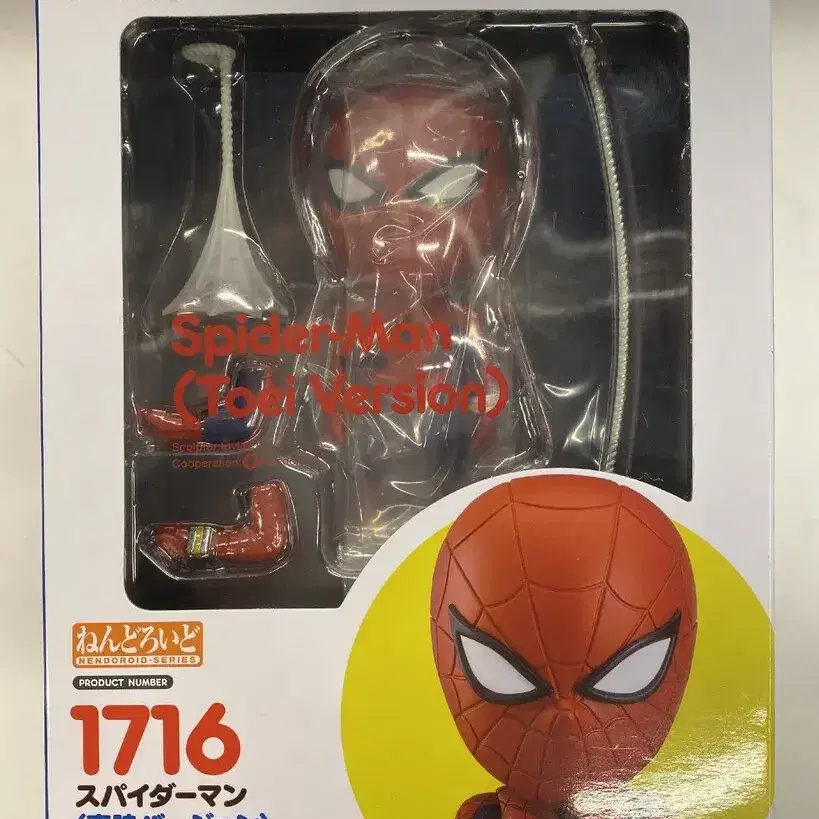 Spider-Man
(Toei Version)
Cooperation:
ねんどろいど
NENDOROID-SERIES
PRODUCT NUMBER
1716
スパイダーマン